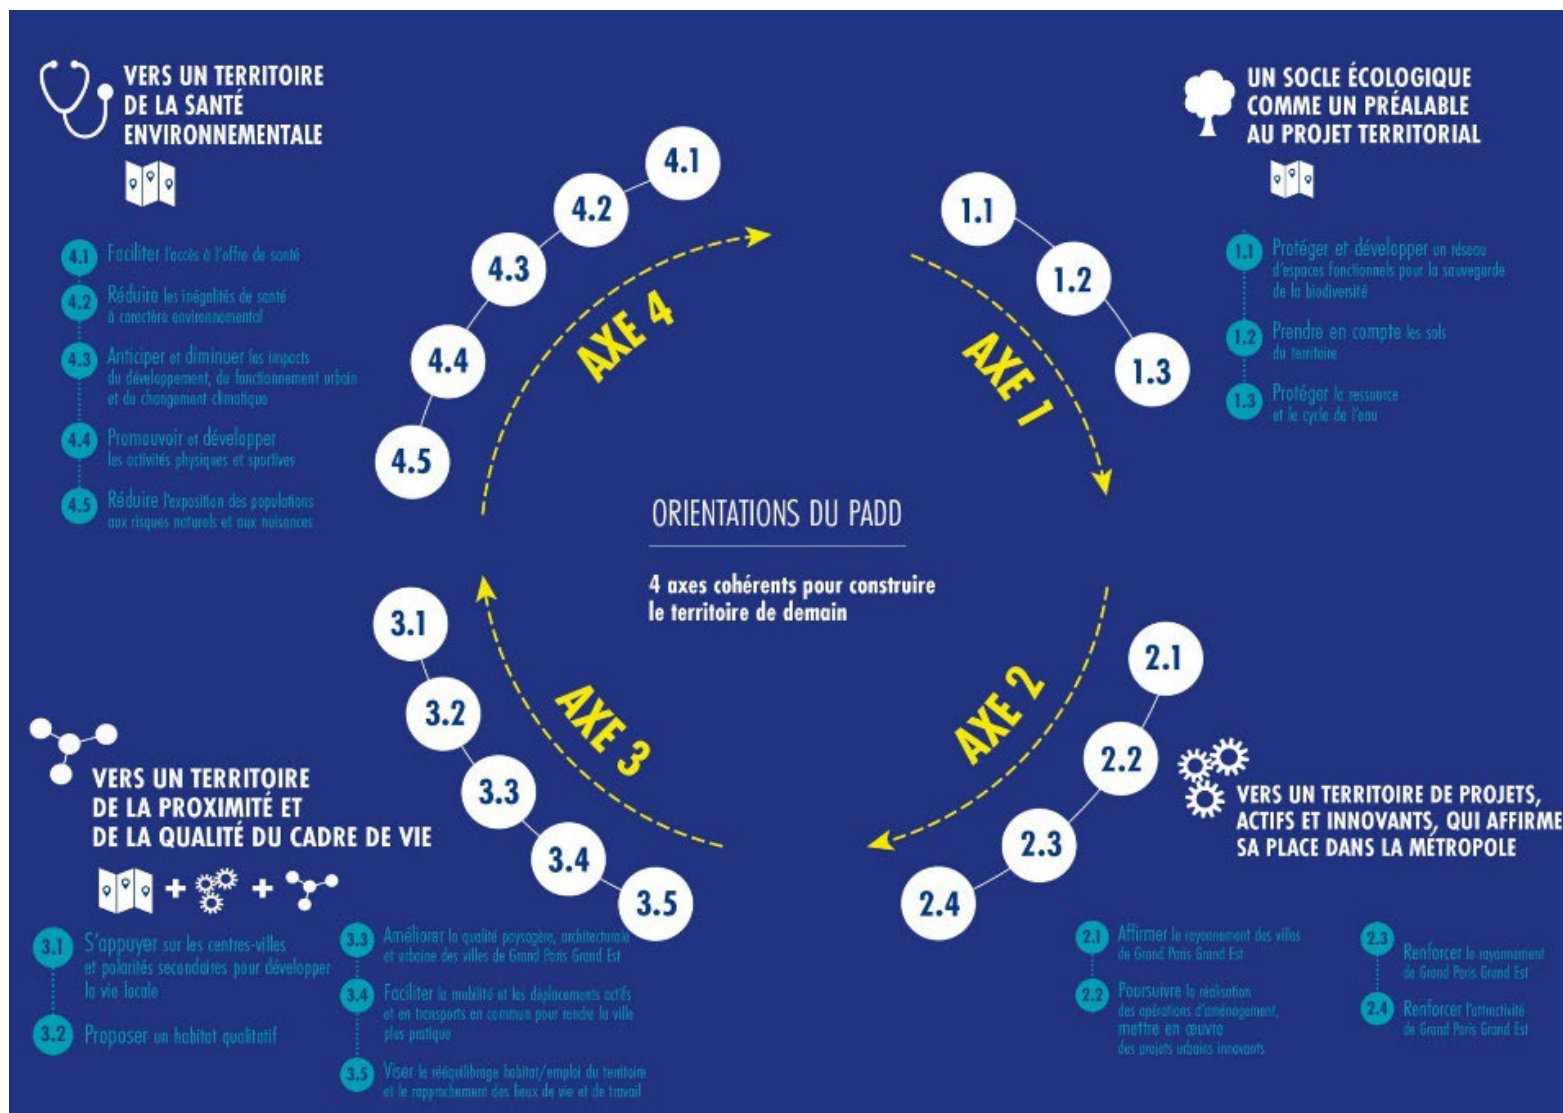 VERS UN TERRITOIRE
DE LA SANTÉ
ENVIRONNEMENTALE
4.1 Faciliter l'accès à l'offre de santé
4.2 Réduire les inégalités de santé
à caractère environnemental
4.3 Anticiper et diminuer les impacts
du développement, du fonctionnement urbain
et du changement climatique
4.4 Promouvoir et développer
les activités physiques et sportives
4.5 Réduire l'exposition des populations
aux risques naturels et aux nuisances
4.1
4.2
4.3
4.4
4.5
AXE 4
UN SOCLE ÉCOLOGIQUE
COMME UN PRÉALABLE
AU PROJET TERRITORIAL
1.1 Protéger et développer un réseau
d'espaces fonctionnels pour la sauvegarde
de la biodiversité
1.2 Prendre en compte les sols
du territoire
1.3 Protéger la ressource
et le cycle de l'eau
1.1
1.2
1.3
AXE 1
ORIENTATIONS DU PADD
4 axes cohérents pour construire
le territoire de demain
3.1
3.2
3.3
3.4
3.5
AXE 3
VERS UN TERRITOIRE
DE LA PROXIMITÉ ET
DE LA QUALITÉ DU CADRE DE VIE
+ +
3.1 S'appuyer sur les centres-villes
et polarités secondaires pour développer
la vie locale
3.2 Proposer un habitat qualitatif
3.3 Améliorer la qualité paysagère, architecturale
et urbaine des villes de Grand Paris Grand Est
3.4 Faciliter la mobilité et les déplacements actifs
et en transports en commun pour rendre la ville
plus pratique
3.5 Viser le rééquilibrage habitat/emploi du territoire
et le rapprochement des lieux de vie et de travail
2.1
2.2
2.3
2.4
AXE 2
VERS UN TERRITOIRE DE PROJETS,
ACTIFS ET INNOVANTS, QUI AFFIRME
SA PLACE DANS LA MÉTROPOLE
2.1 Affirmer le rayonnement des villes
de Grand Paris Grand Est
2.2 Poursuivre la réalisation
des opérations d'aménagement,
mettre en œuvre
des projets urbains innovants
2.3 Renforcer le rayonnement
de Grand Paris Grand Est
2.4 Renforcer l'attractivité
de Grand Paris Grand Est